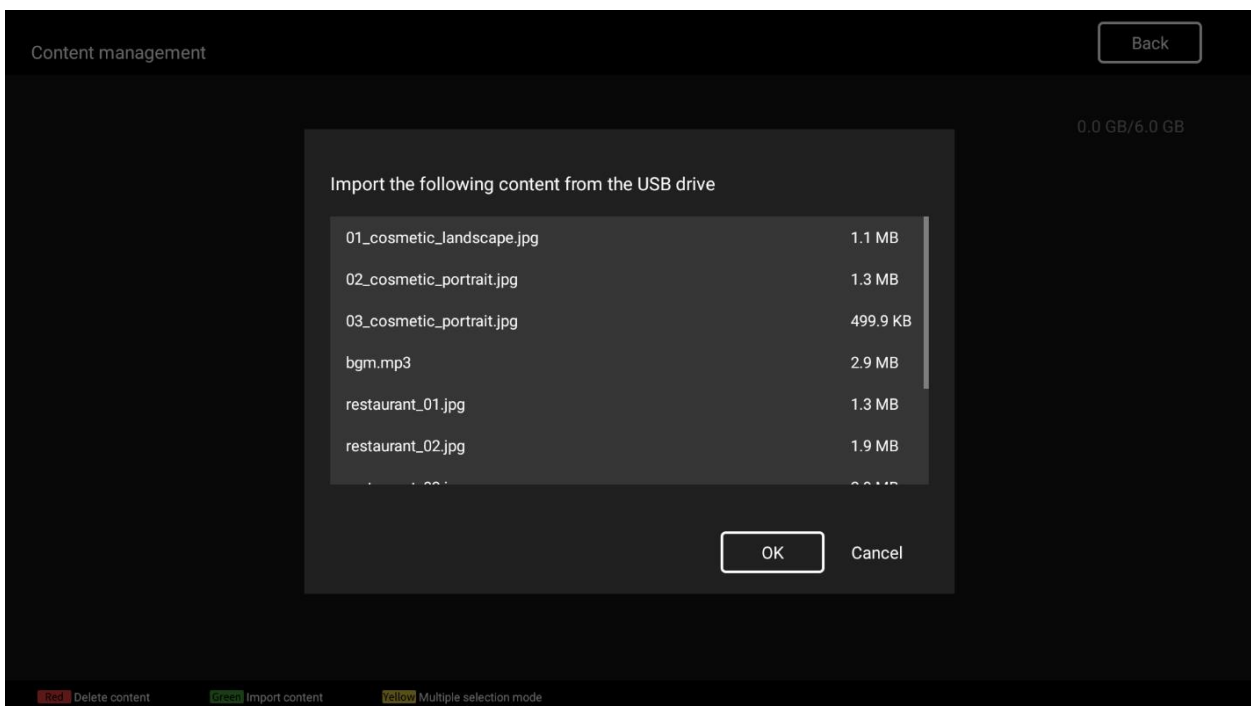 Content management
Back
0.0 GB/6.0 GB
Import the following content from the USB drive
01_cosmetic_landscape.jpg 1.1 MB
02_cosmetic_portrait.jpg 1.3 MB
03_cosmetic_portrait.jpg 499.9 KB
bgm.mp3 2.9 MB
restaurant_01.jpg 1.3 MB
restaurant_02.jpg 1.9 MB
OK Cancel
Red Delete content Green Import content Yellow Multiple selection mode